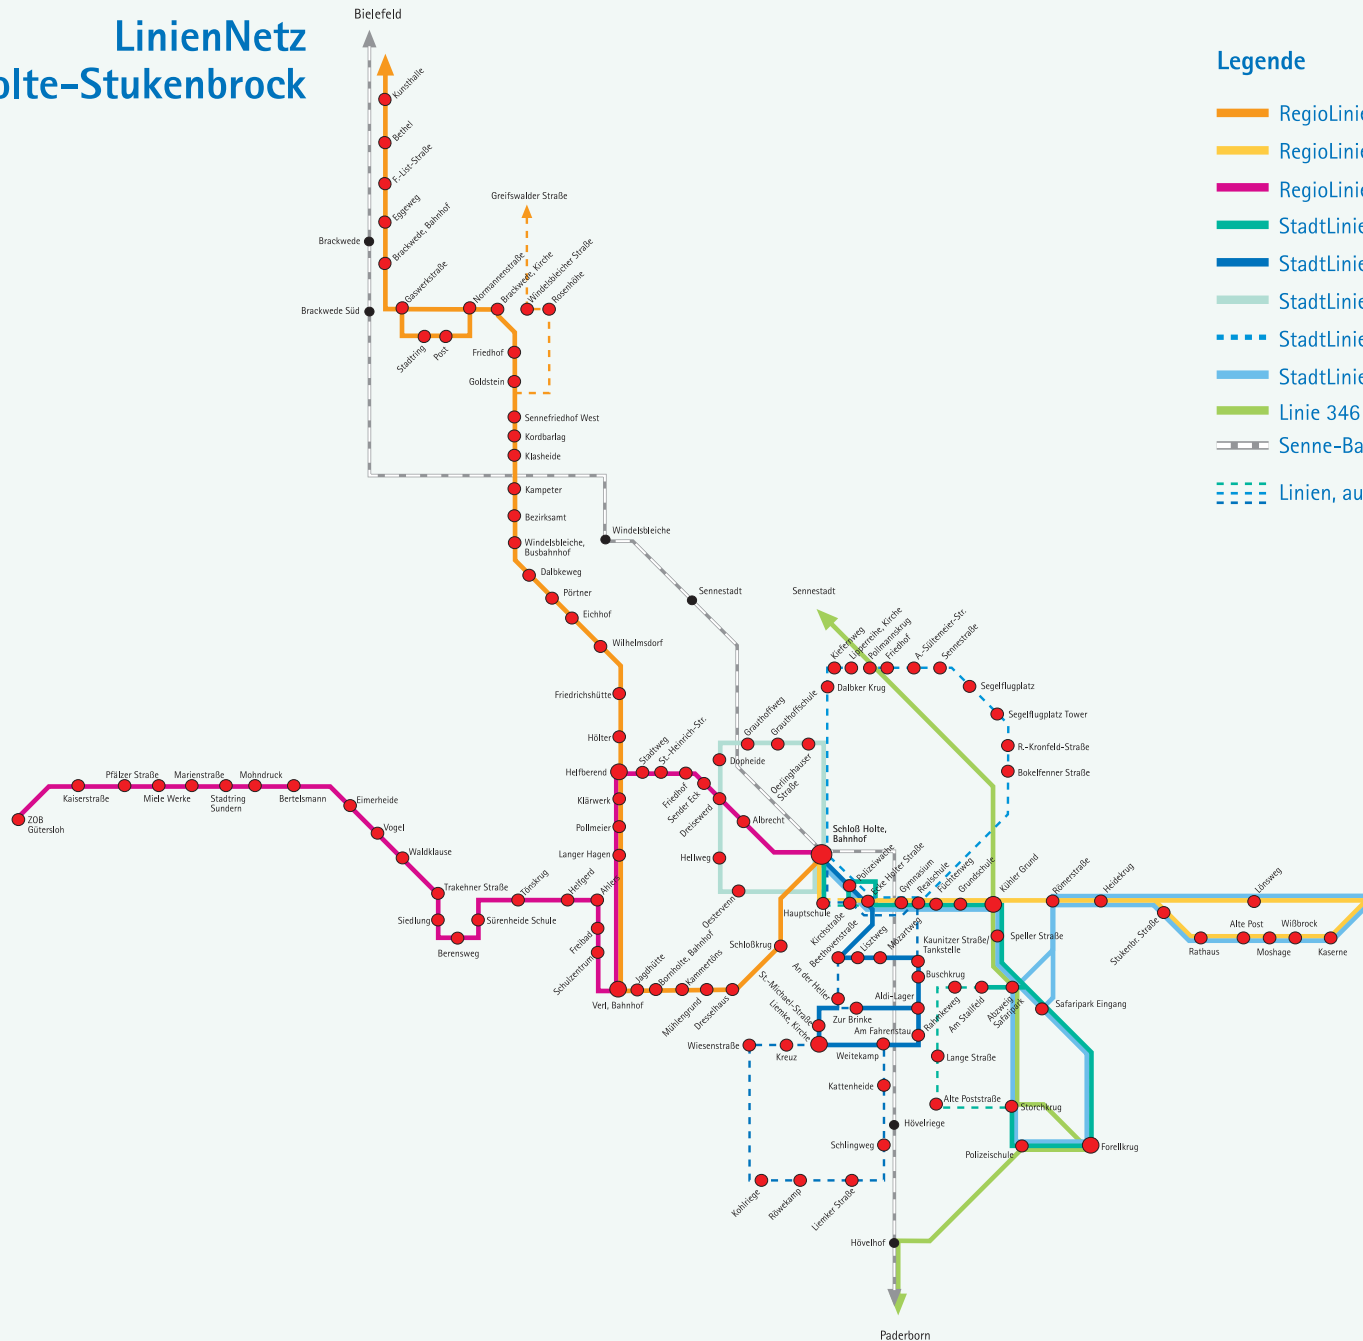 LinienNetz
olte-Stukenbrock
Bielefeld
Legende
RegioLinie
RegioLinie
RegioLinie
StadtLinie
StadtLinie
StadtLinie
StadtLinie
StadtLinie
Linie 346
Senne-Ba
Linien, au
Kunsthalle
Bethel
F.-List-Straße
Eggeweg
Brackwede, Bahnhof
Brackwede
Brackwede Süd
Gaswerkstraße
Normannenstraße
Brackwede, Kirche
Windelsbleicher Straße
Rosenhöhe
Greifswalder Straße
Stadtring
Post
Friedhof
Goldstein
Sennefriedhof West
Kordbarlag
Klasheide
Kampeter
Bezirksamt
Windelsbleiche,
Busbahnhof
Dalbkeweg
Pörtner
Eichhof
Wilhelmsdorf
Friedrichshütte
Hölter
Helfberend
Klärwerk
Pollmeier
Langer Hagen
Windelsbleiche
Sennestadt
Sennestadt
Kiefernweg
Lipperreihe, Kirche
Pollmannskrug
Friedhof
A.-Sültemeier-Str.
Sennestraße
Dalbker Krug
Segelflugplatz
Segelflugplatz Tower
R.-Kronfeld-Straße
Bokelfenner Straße
Stadtweg
St.-Heinrich-Str.
Friedhof
Sender Eck
Dreisewerd
Albrecht
Dopheide
Grauthoffweg
Grauthoffschule
Oerlinghauser
Straße
Hellweg
Oestervenn
Schloß Holte,
Bahnhof
ZOB
Gütersloh
Kaiserstraße
Pfälzer Straße
Miele Werke
Marienstraße
Stadtring
Sundern
Mohndruck
Bertelsmann
Eimerheide
Vogel
Waldklause
Trakehner Straße
Siedlung
Berensweg
Sürenheide Schule
Tönskrug
Helfgerd
Ahlers
Freibad
Schulzentrum
Verl, Bahnhof
Jagdhütte
Bornholte, Bahnhof
Kammertöns
Mühlengrund
Dresselhaus
Schloßkrug
Hauptschule
Polizeiwache
Kirchstraße
Ecke Holter Straße
Gymnasium
Realschule
Füchtenweg
Grundschule
Kühler Grund
Römerstraße
Heidekrug
Lönsweg
Stukenbr. Straße
Rathaus
Alte Post
Moshage
Wißbrock
Kaserne
Beethovenstraße
Lisztweg
Mozartweg
Kaunitzer Straße/
Tankstelle
Buschkrug
An der Heller
Aldi-Lager
Zur Brinke
Am Fahrenstau
St.-Michael-Straße
Liemke, Kirche
Weitekamp
Wiesenstraße
Kreuz
Kattenheide
Schlingweg
Kohlriege
Röwekamp
Liemker Straße
Speller Straße
Rahmkeweg
Am Stallfeld
Abzweig
Safaripark
Safaripark Eingang
Lange Straße
Alte Poststraße
Storchkrug
Polizeischule
Forellkrug
Hövelriege
Hövelhof
Paderborn